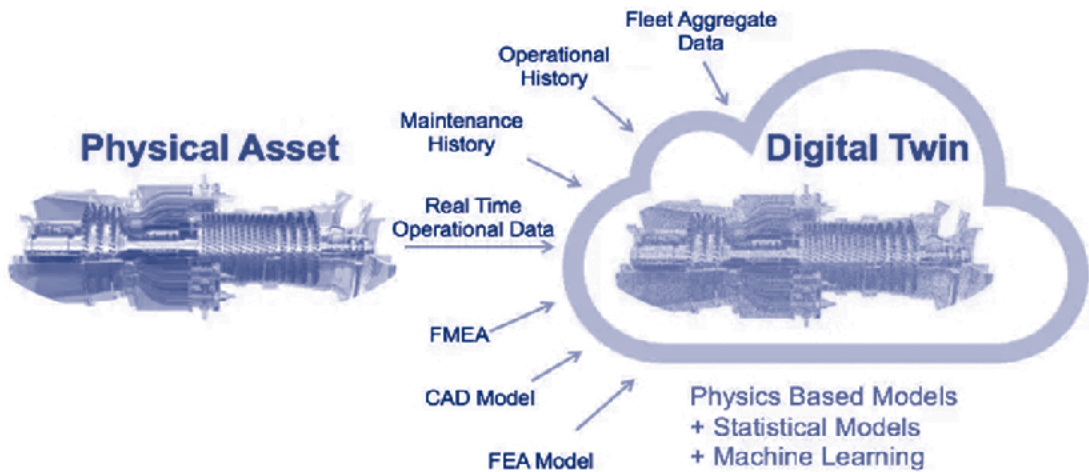 Fleet Aggregate
Data
Operational
History
Maintenance
History
Physical Asset
Digital Twin
Real Time
Operational Data
FMEA
CAD Model
FEA Model
Physics Based Models
+ Statistical Models
+ Machine Learning